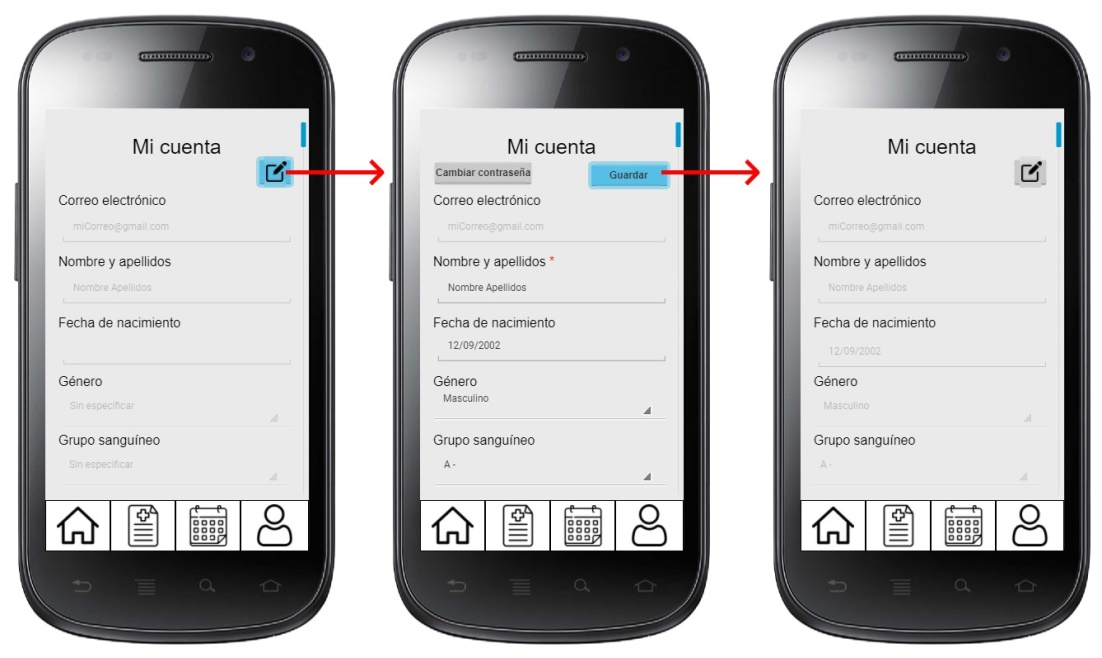 Mi cuenta
Correo electrónico
miCorreo@gmail.com
Nombre y apellidos
Nombre Apellidos
Fecha de nacimiento
Género
Sin especificar
Grupo sanguíneo
Sin especificar
Mi cuenta
Cambiar contraseña
Guardar
Correo electrónico
miCorreo@gmail.com
Nombre y apellidos *
Nombre Apellidos
Fecha de nacimiento
12/09/2002
Género
Masculino
Grupo sanguíneo
A -
Mi cuenta
Correo electrónico
miCorreo@gmail.com
Nombre y apellidos
Nombre Apellidos
Fecha de nacimiento
12/09/2002
Género
Masculino
Grupo sanguíneo
A -